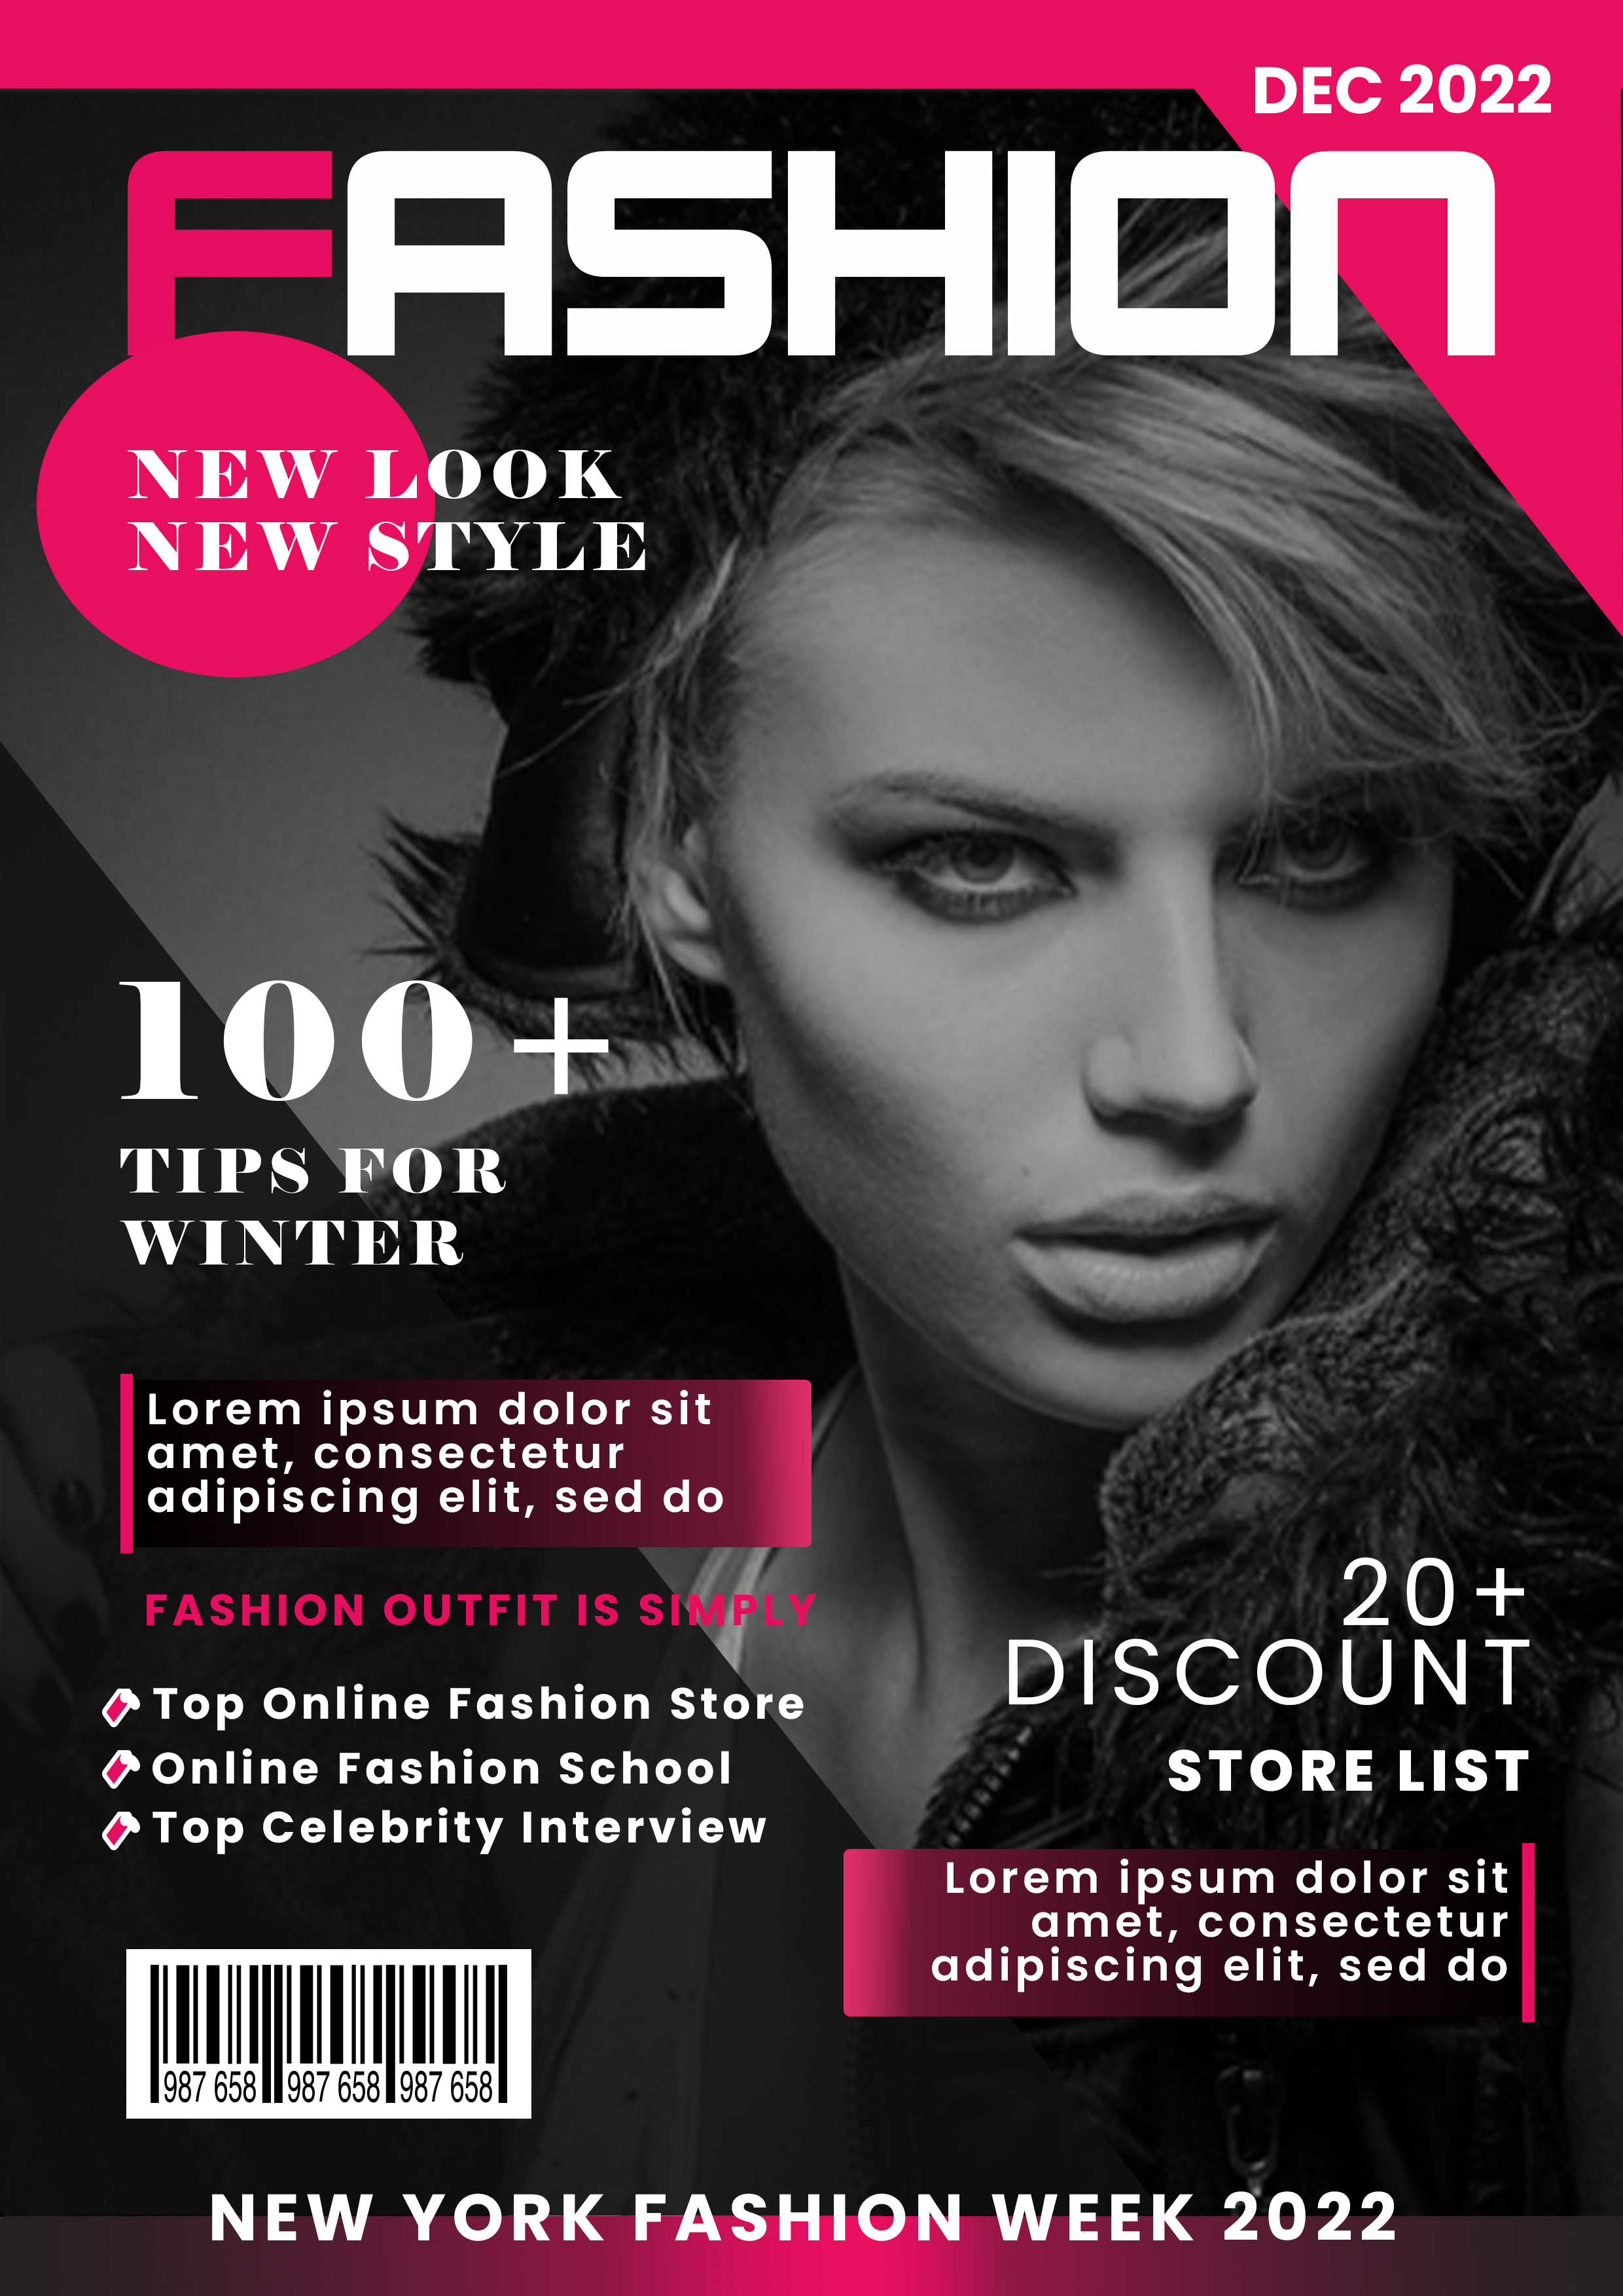 DEC 2022
FASHION
NEW LOOK
NEW STYLE
100+
TIPS FOR
WINTER
Lorem ipsum dolor sit
amet, consectetur
adipiscing elit, sed do
FASHION OUTFIT IS SIMPLY
Top Online Fashion Store
Online Fashion School
Top Celebrity Interview
20+
DISCOUNT
STORE LIST
Lorem ipsum dolor sit
amet, consectetur
adipiscing elit, sed do
987 658 987 658 987 658
NEW YORK FASHION WEEK 2022